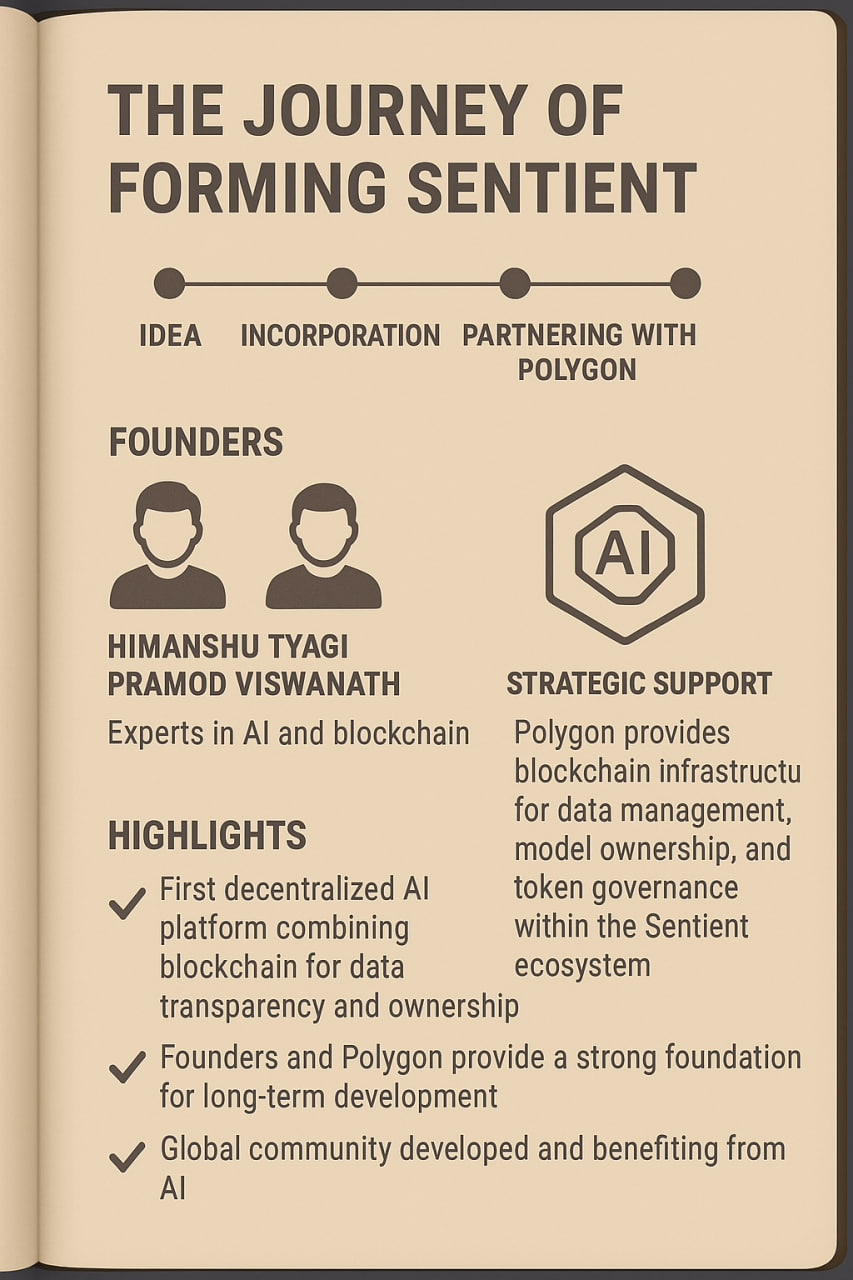 THE JOURNEY OF
FORMING SENTIENT
IDEA
INCORPORATION
PARTNERING WITH
POLYGON
FOUNDERS
HIMANSHU TYAGI
PRAMOD VISWANATH
Experts in AI and blockchain
AI
STRATEGIC SUPPORT
Polygon provides
blockchain infrastructu
for data management,
model ownership, and
token governance
within the Sentient
ecosystem
HIGHLIGHTS
First decentralized AI
platform combining
blockchain for data
transparency and ownership
Founders and Polygon provide a strong foundation
for long-term development
Global community developed and benefiting from
AI